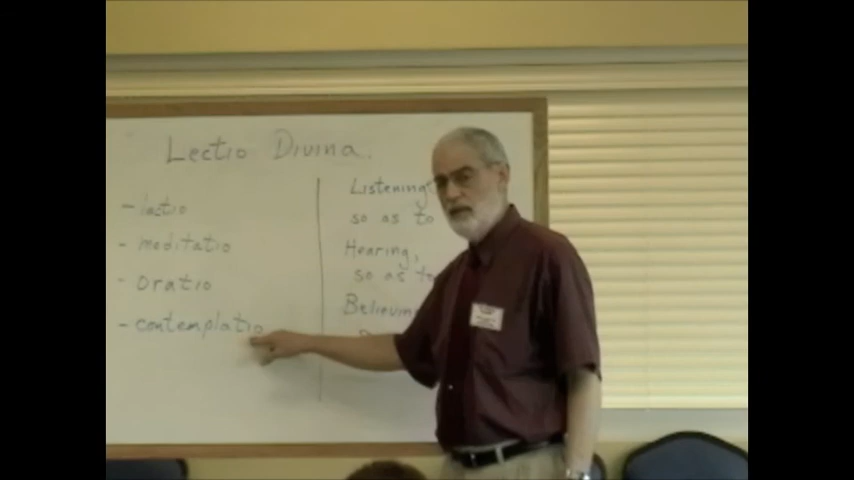 Lectio Divina.
- lectio
- meditatio
- oratio
- contemplatio
Listening
so as to
Hearing,
so as to
Believing